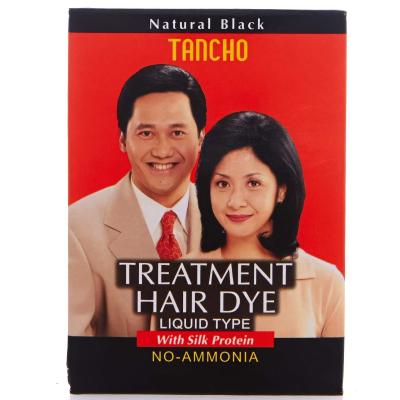 Natural Black
TANCHO
TREATMENT
HAIR DYE
LIQUID TYPE
With Silk Protein
NO-AMMONIA